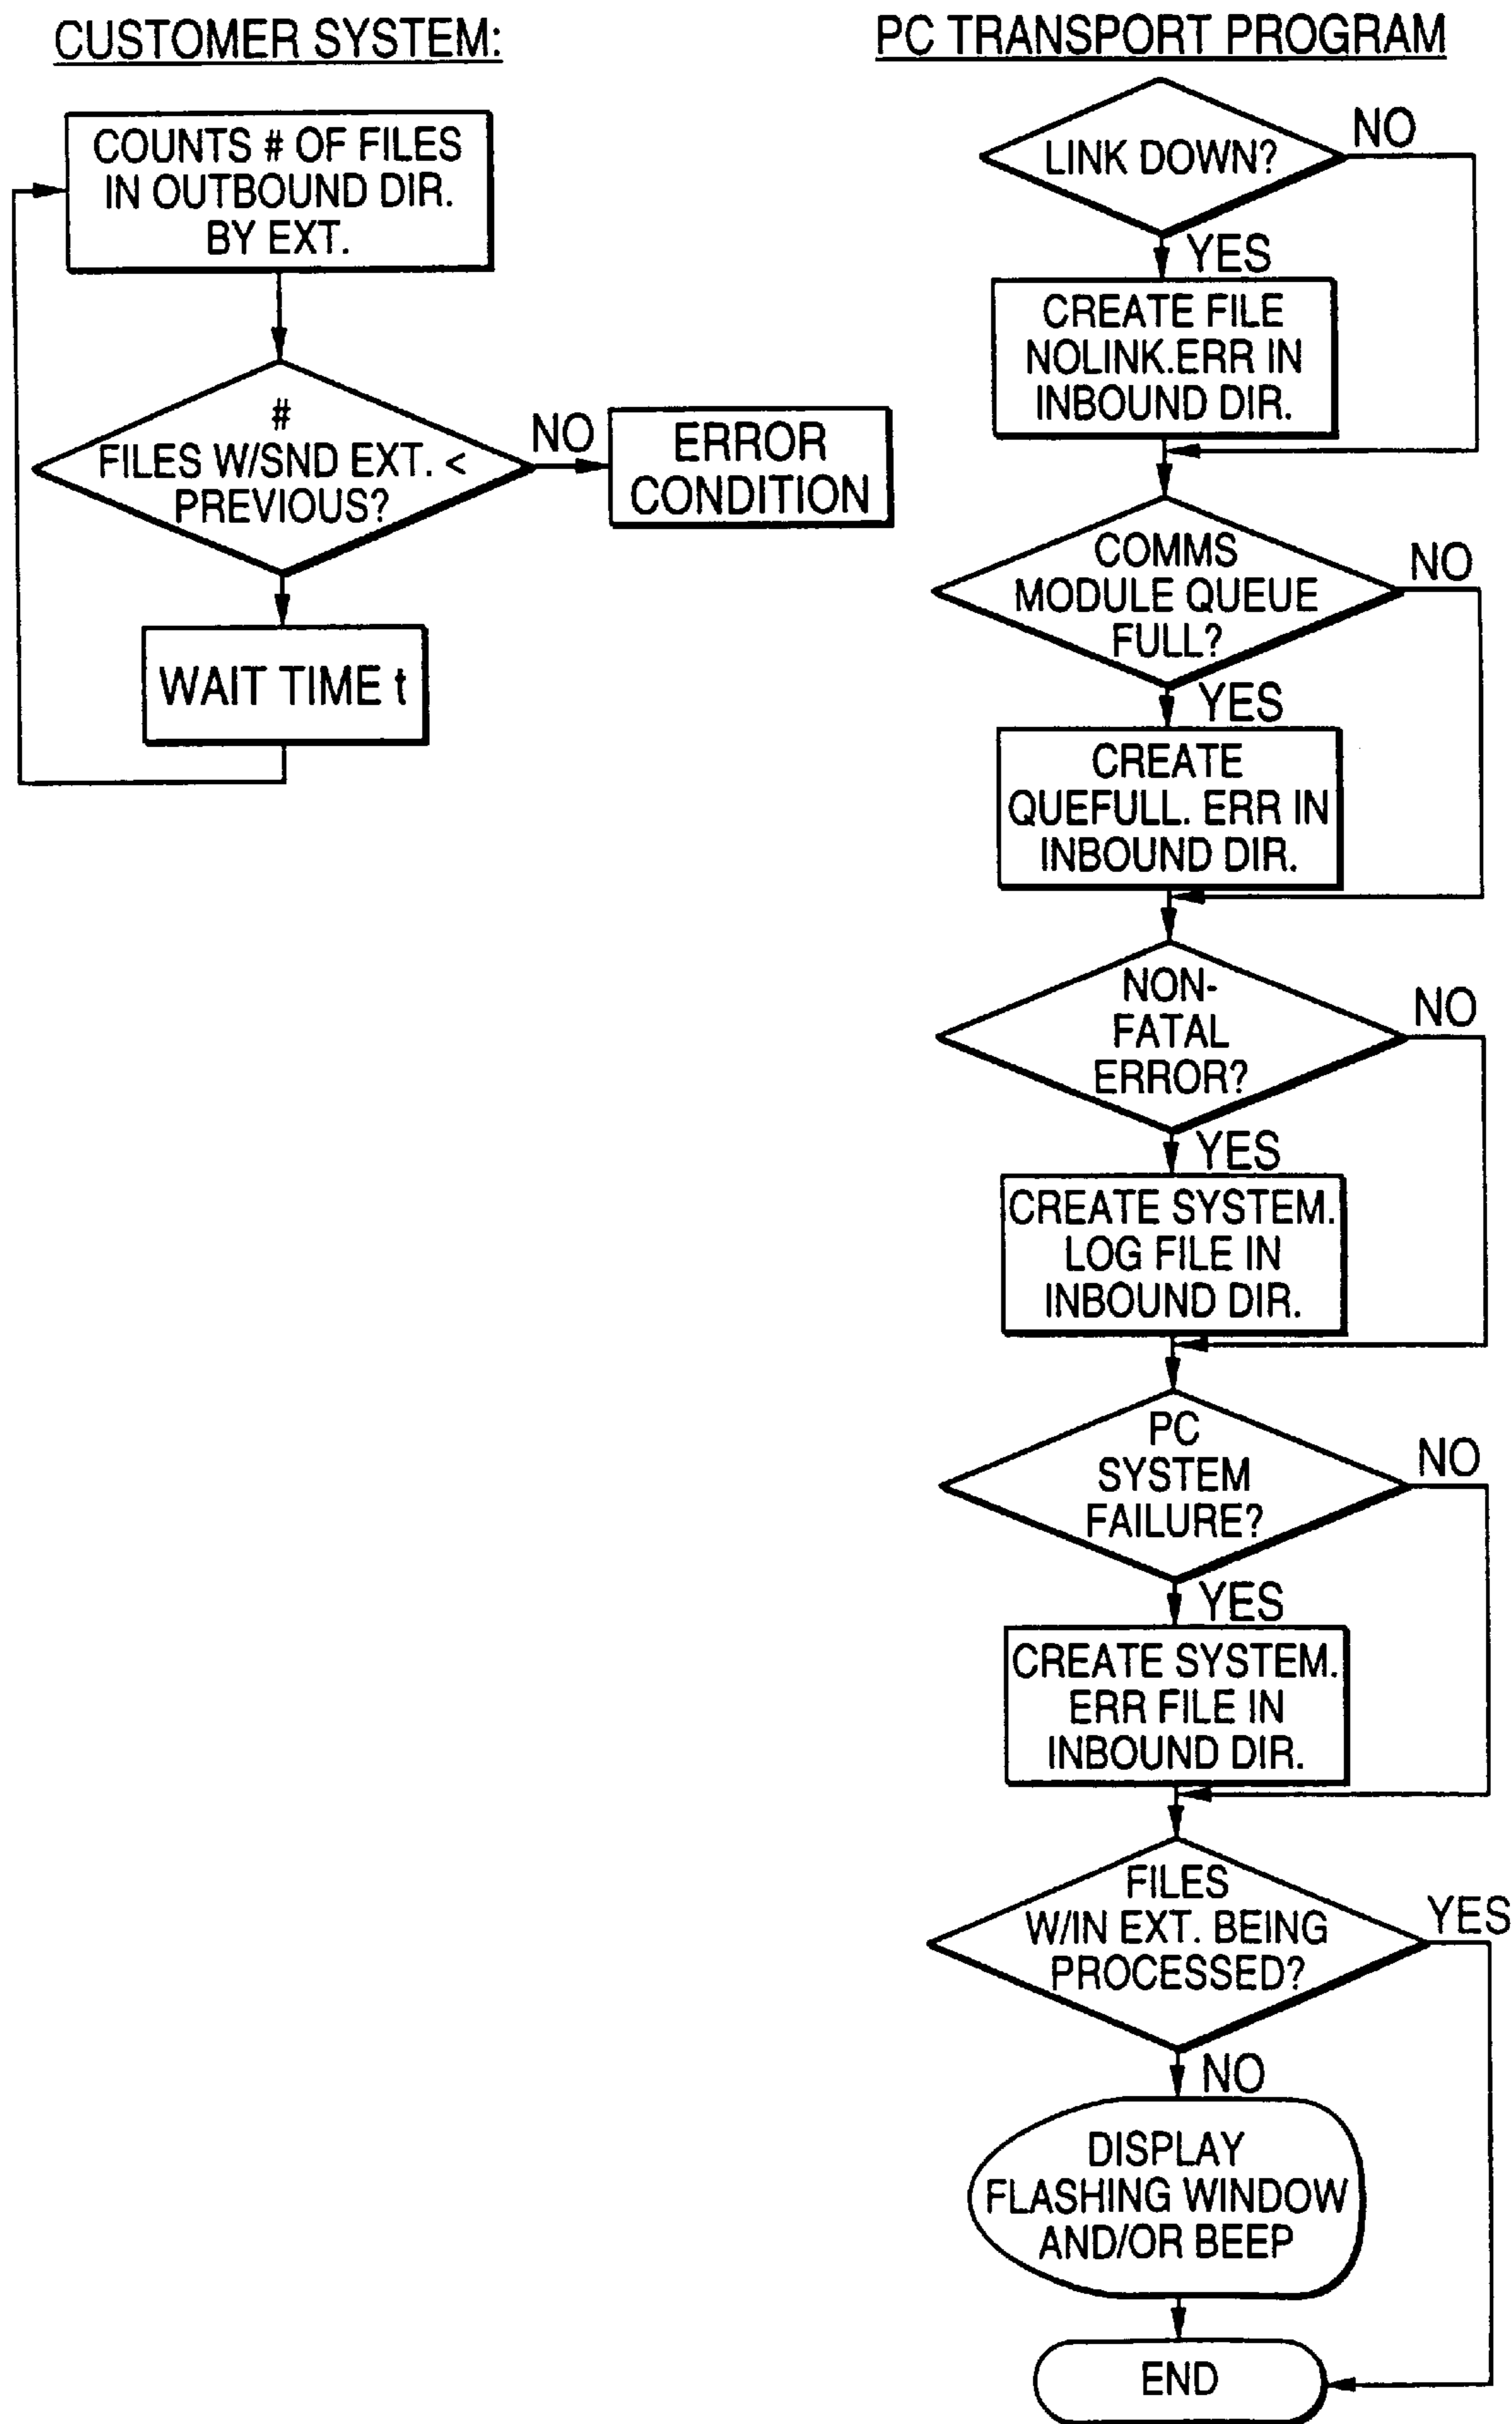 CUSTOMER SYSTEM:
COUNTS # OF FILES
IN OUTBOUND DIR.
BY EXT.
#
FILES W/SND EXT. <
PREVIOUS?
NO
ERROR
CONDITION
WAIT TIME t
PC TRANSPORT PROGRAM
LINK DOWN?
NO
YES
CREATE FILE
NOLINK.ERR IN
INBOUND DIR.
COMMS
MODULE QUEUE
FULL?
NO
YES
CREATE
QUEFULL. ERR IN
INBOUND DIR.
NON-
FATAL
ERROR?
NO
YES
CREATE SYSTEM.
LOG FILE IN
INBOUND DIR.
PC
SYSTEM
FAILURE?
NO
YES
CREATE SYSTEM.
ERR FILE IN
INBOUND DIR.
FILES
W/IN EXT. BEING
PROCESSED?
YES
NO
DISPLAY
FLASHING WINDOW
AND/OR BEEP
END